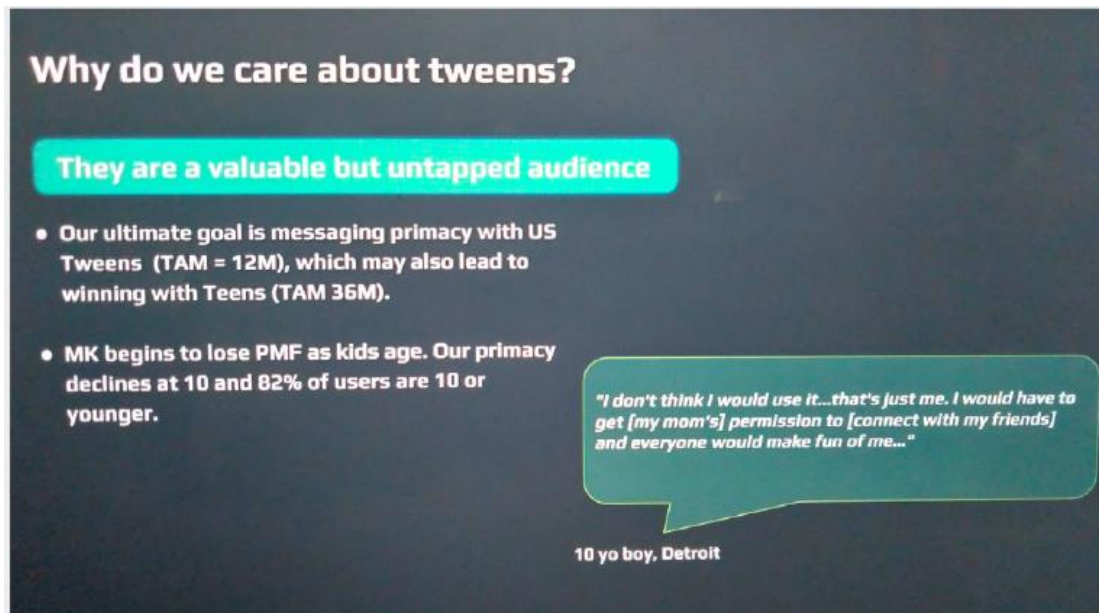 Why do we care about tweens?
They are a valuable but untapped audience
• Our ultimate goal is messaging primacy with US
Tweens (TAM = 12M), which may also lead to
winning with Teens (TAM 36M).
• MK begins to lose PMF as kids age. Our primacy
declines at 10 and 82% of users are 10 or
younger.
"I don't think I would use it...that's just me. I would have to
get [my mom's] permission to [connect with my friends]
and everyone would make fun of me..."
10 yo boy, Detroit